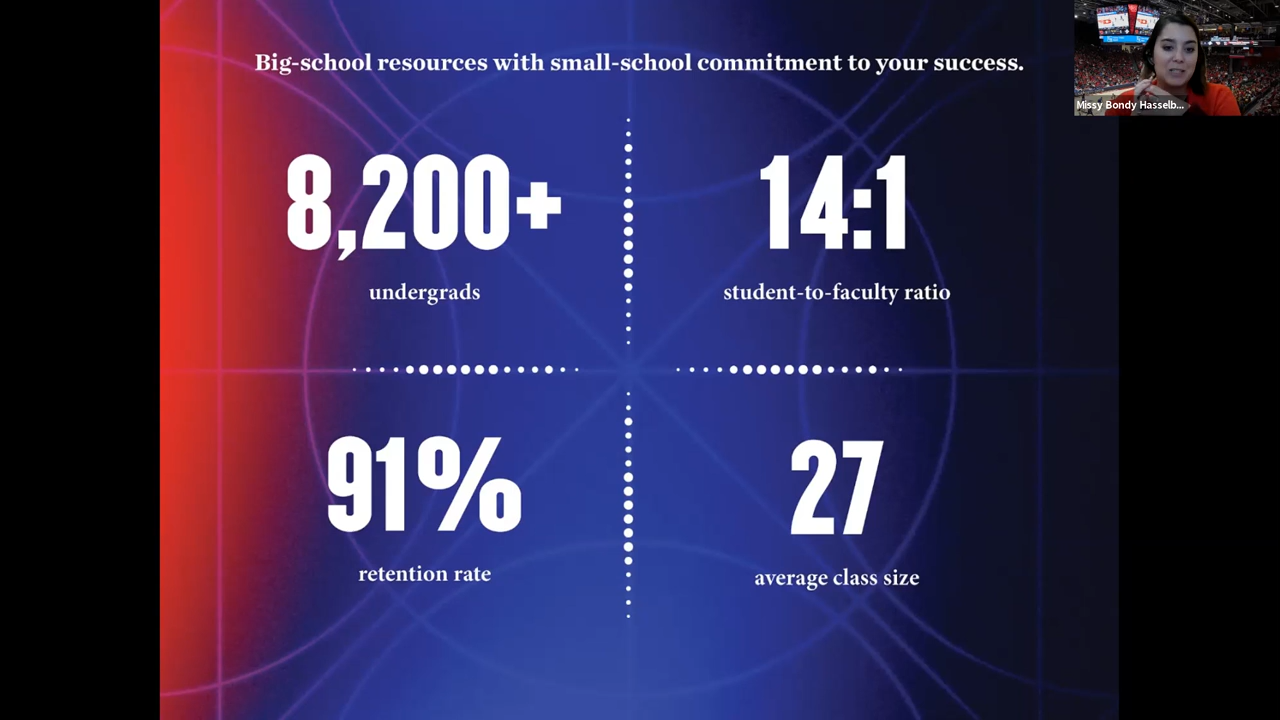 Big-school resources with small-school commitment to your success.
8,200+
undergrads
14:1
student-to-faculty ratio
91%
retention rate
27
average class size
Missy Bondy Hasselb...